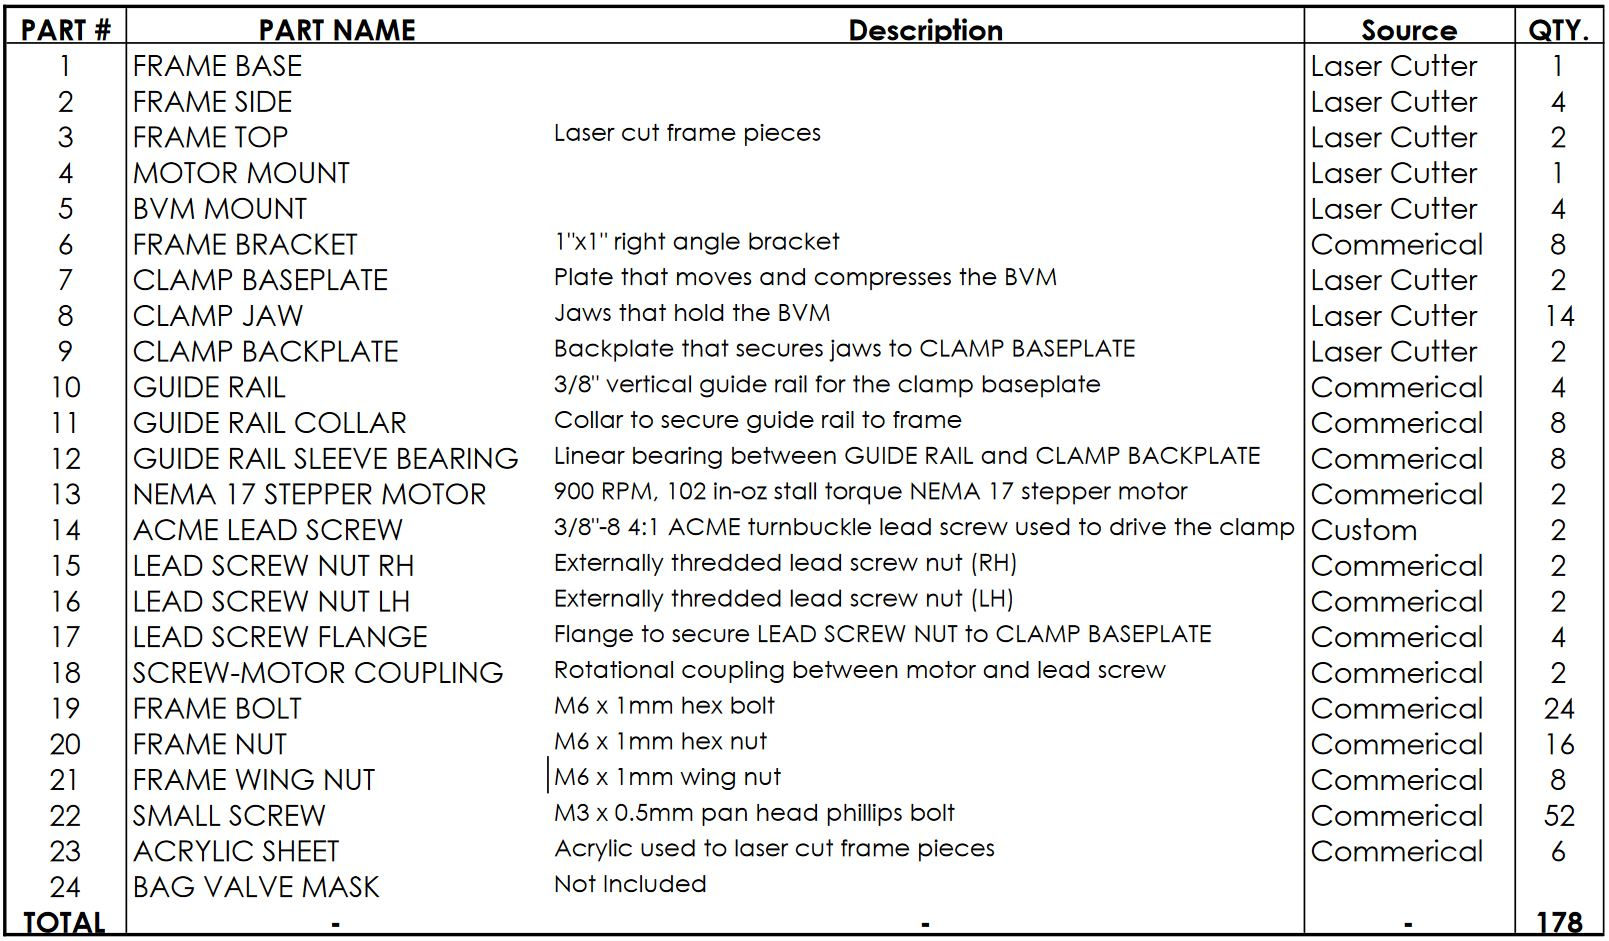 PART # PART NAME Description Source QTY.
1 FRAME BASE Laser Cutter 1
2 FRAME SIDE Laser Cutter 4
3 FRAME TOP Laser cut frame pieces Laser Cutter 2
4 MOTOR MOUNT Laser Cutter 1
5 BVM MOUNT Laser Cutter 4
6 FRAME BRACKET 1"x1" right angle bracket Commerical 8
7 CLAMP BASEPLATE Plate that moves and compresses the BVM Laser Cutter 2
8 CLAMP JAW Jaws that hold the BVM Laser Cutter 14
9 CLAMP BACKPLATE Backplate that secures jaws to CLAMP BASEPLATE Laser Cutter 2
10 GUIDE RAIL 3/8" vertical guide rail for the clamp baseplate Commerical 4
11 GUIDE RAIL COLLAR Collar to secure guide rail to frame Commerical 8
12 GUIDE RAIL SLEEVE BEARING Linear bearing between GUIDE RAIL and CLAMP BACKPLATE Commerical 8
13 NEMA 17 STEPPER MOTOR 900 RPM, 102 in-oz stall torque NEMA 17 stepper motor Commerical 2
14 ACME LEAD SCREW 3/8"-8 4:1 ACME turnbuckle lead screw used to drive the clamp Custom 2
15 LEAD SCREW NUT RH Externally thredded lead screw nut (RH) Commerical 2
16 LEAD SCREW NUT LH Externally thredded lead screw nut (LH) Commerical 2
17 LEAD SCREW FLANGE Flange to secure LEAD SCREW NUT to CLAMP BASEPLATE Commerical 4
18 SCREW-MOTOR COUPLING Rotational coupling between motor and lead screw Commerical 2
19 FRAME BOLT M6 x 1mm hex bolt Commerical 24
20 FRAME NUT M6 x 1mm hex nut Commerical 16
21 FRAME WING NUT M6 x 1mm wing nut Commerical 8
22 SMALL SCREW M3 x 0.5mm pan head phillips bolt Commerical 52
23 ACRYLIC SHEET Acrylic used to laser cut frame pieces Commerical 6
24 BAG VALVE MASK Not Included
TOTAL - - - 178